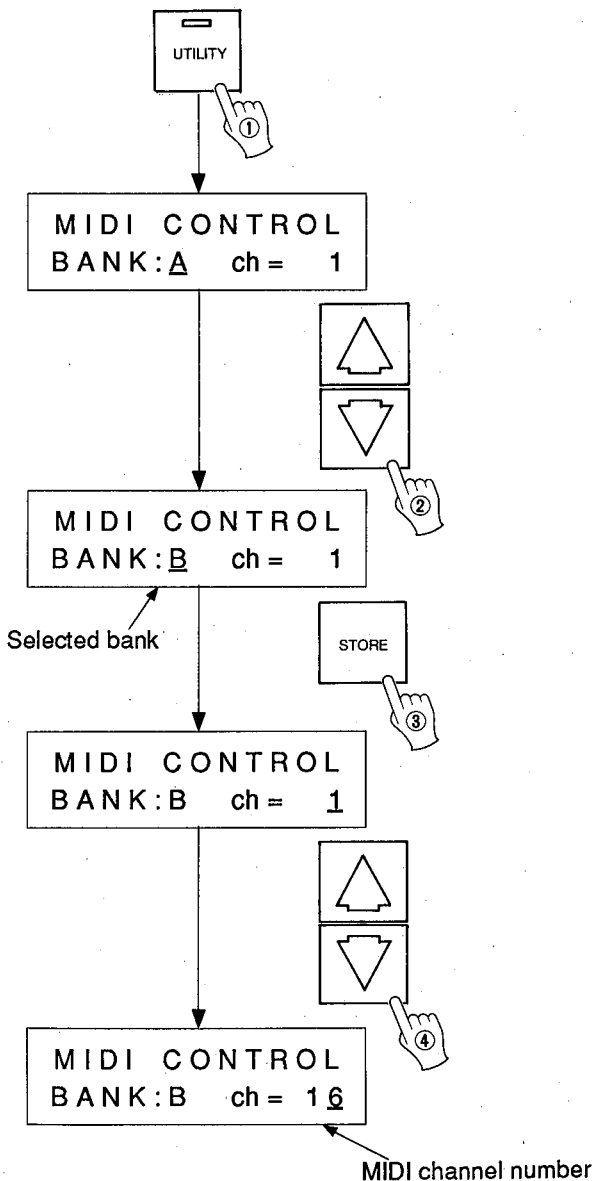 UTILITY
①
MIDI CONTROL
BANK:A ch= 1
②
MIDI CONTROL
BANK:B ch= 1
Selected bank
STORE
③
MIDI CONTROL
BANK:B ch= 1
④
MIDI CONTROL
BANK:B ch= 16
MIDI channel number